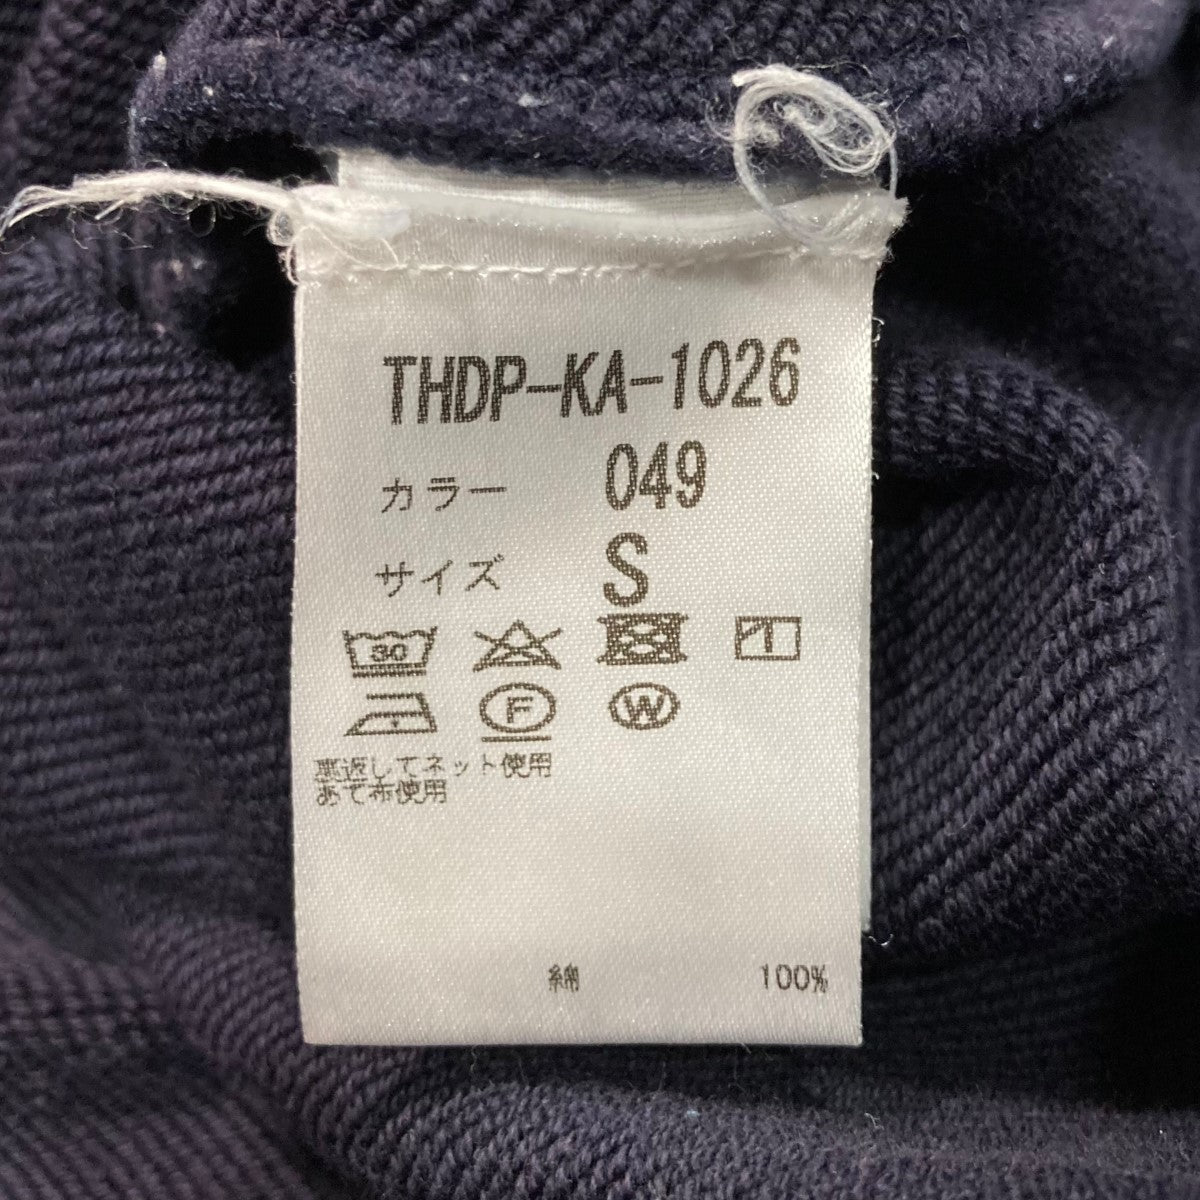 THDP-KA-1026
カラー 049
サイズ S
30
F W
裏返してネット使用
あて布使用
綿 100%